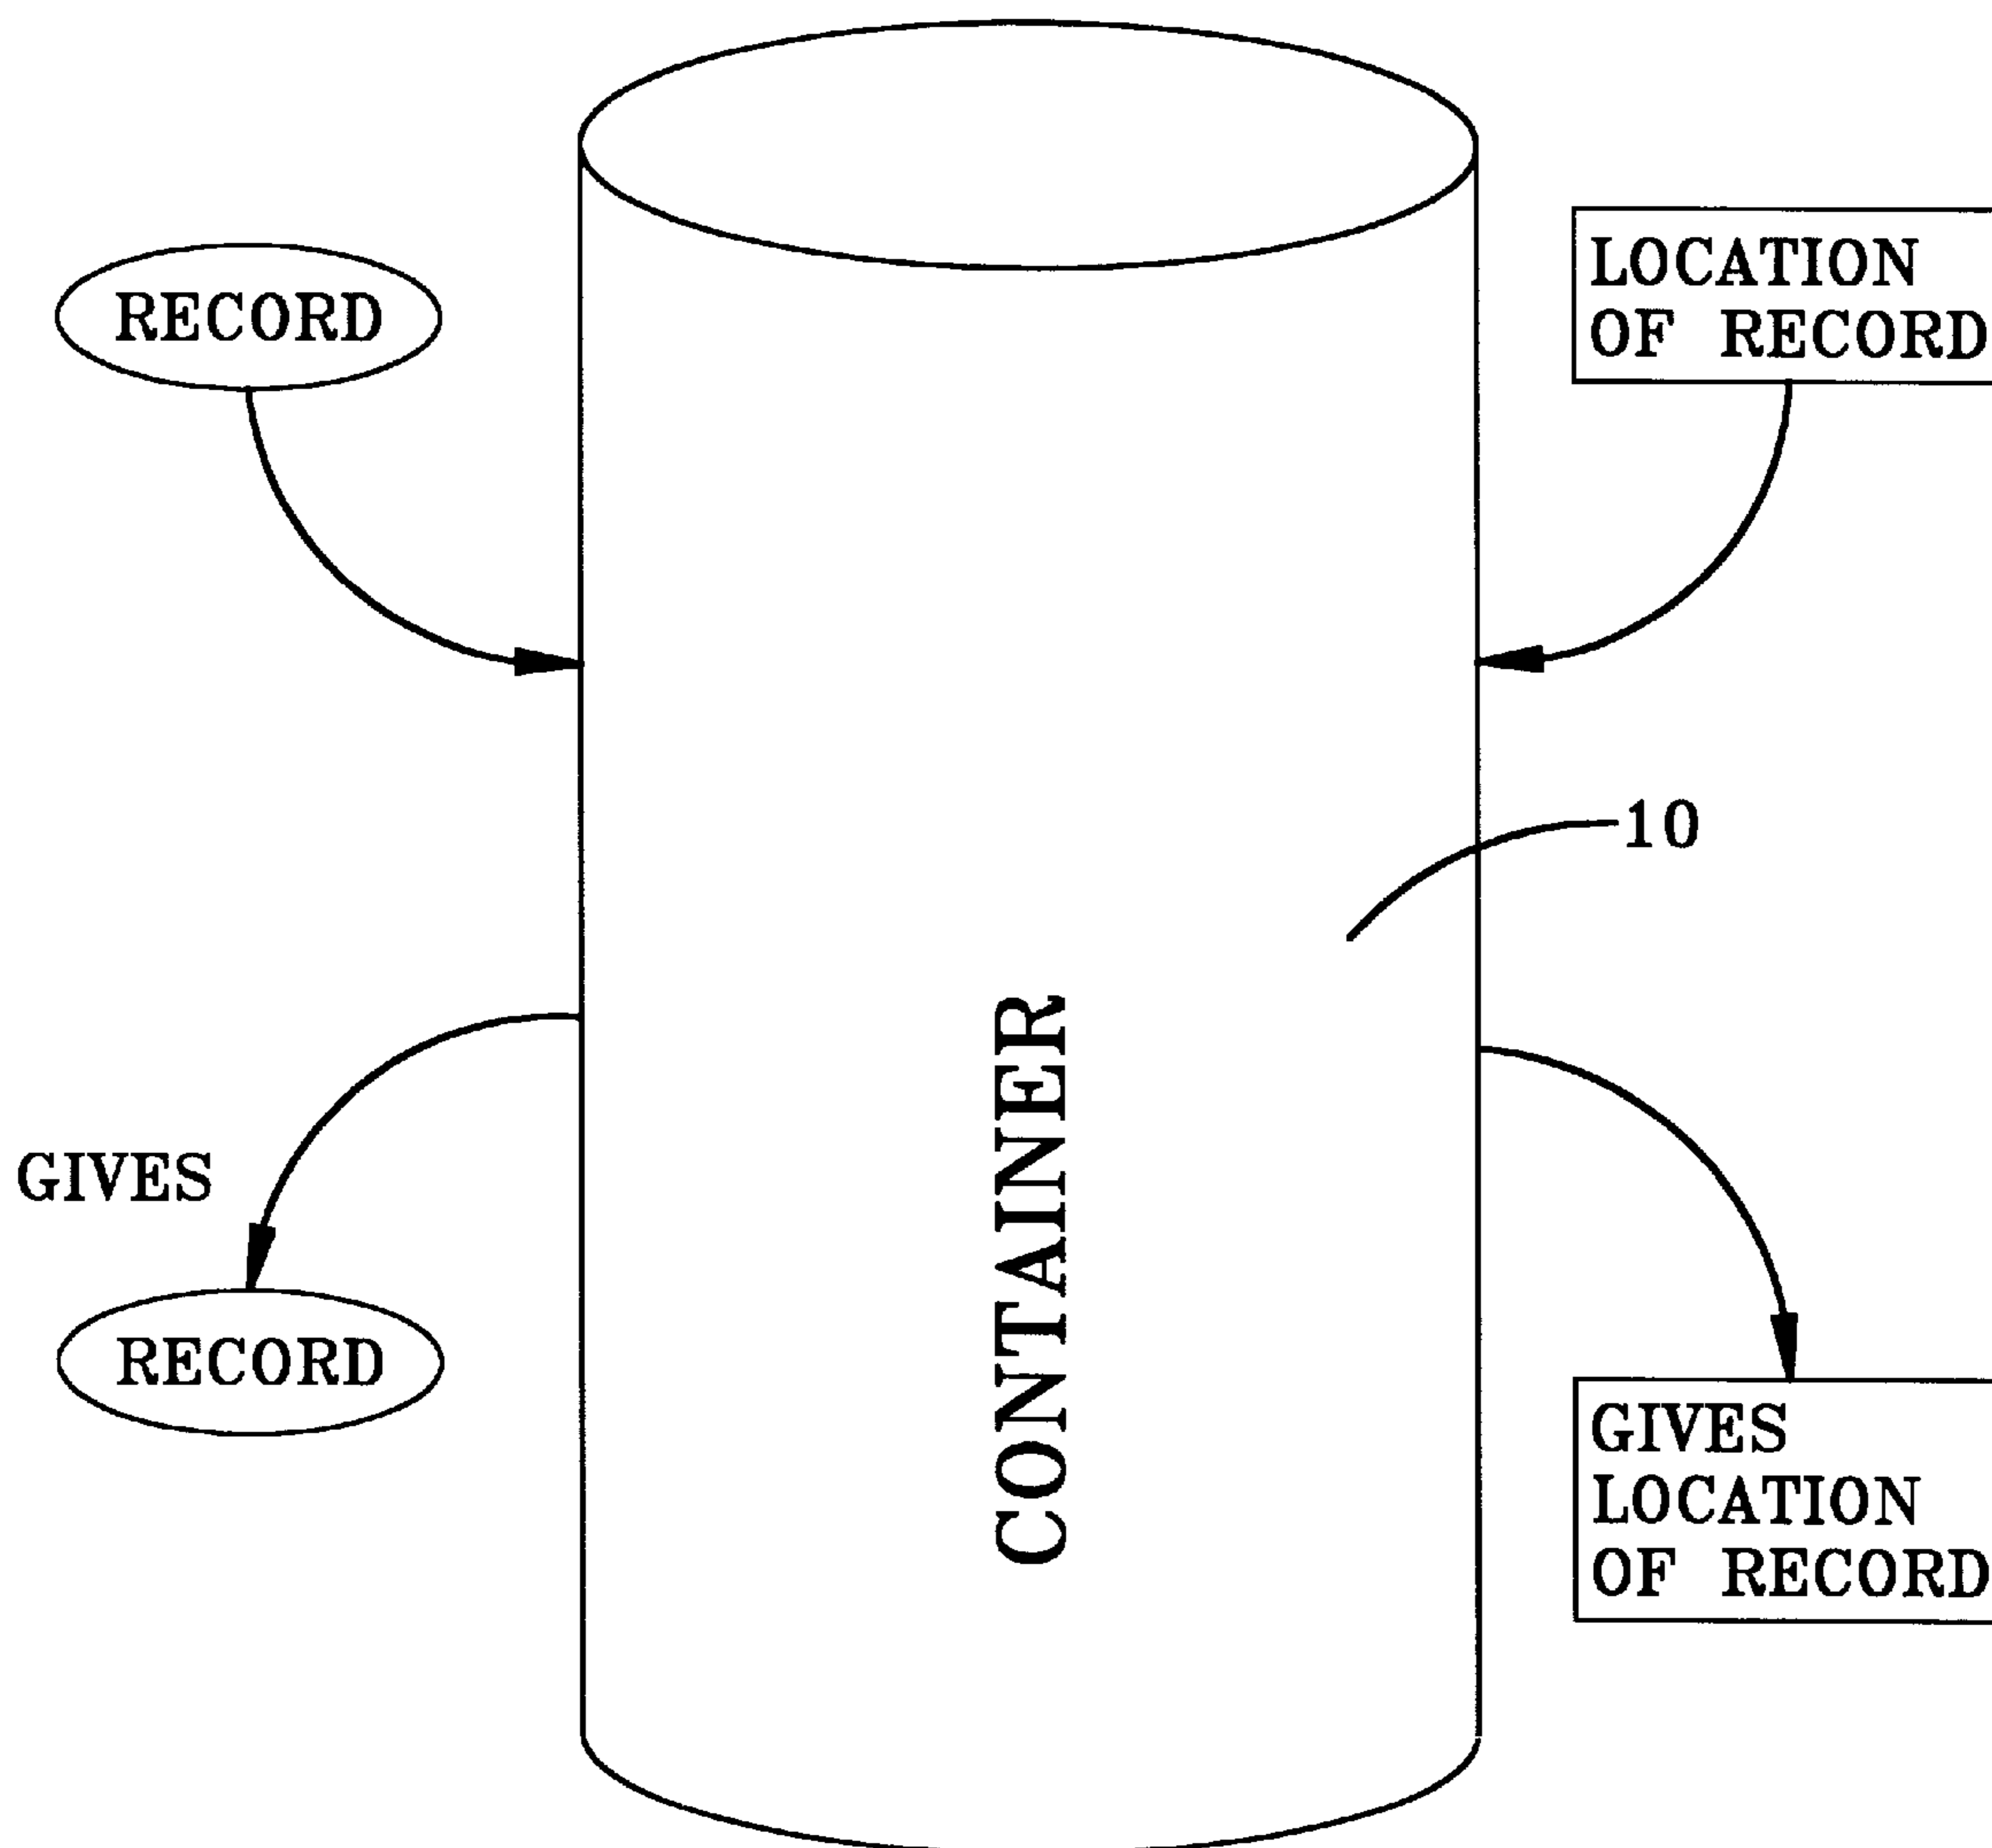 RECORD
LOCATION
OF RECORD
10
CONTAINER
GIVES
RECORD
GIVES
LOCATION
OF RECORD